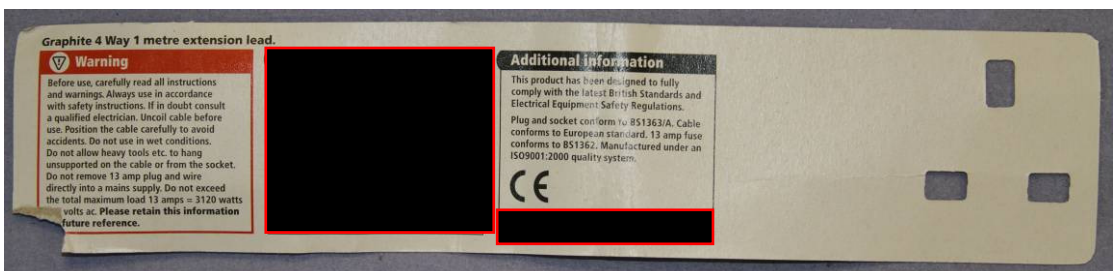 Graphite 4 Way 1 metre extension lead.
Warning
Before use, carefully read all instructions
and warnings. Always use in accordance
with safety instructions. If in doubt consult
a qualified electrician. Uncoil cable before
use. Position the cable carefully to avoid
accidents. Do not use in wet conditions.
Do not allow heavy tools etc. to hang
unsupported on the cable or from the socket.
Do not remove 13 amp plug and wire
directly into a mains supply. Do not exceed
the total maximum load 13 amps = 3120 watts
volts ac. Please retain this information
future reference.
Additional information
This product has been designed to fully
comply with the latest British Standards and
Electrical Equipment Safety Regulations.
Plug and socket conform to BS1363/A. Cable
conforms to European standard. 13 amp fuse
conforms to BS1362. Manufactured under an
ISO9001:2000 quality system.
CE